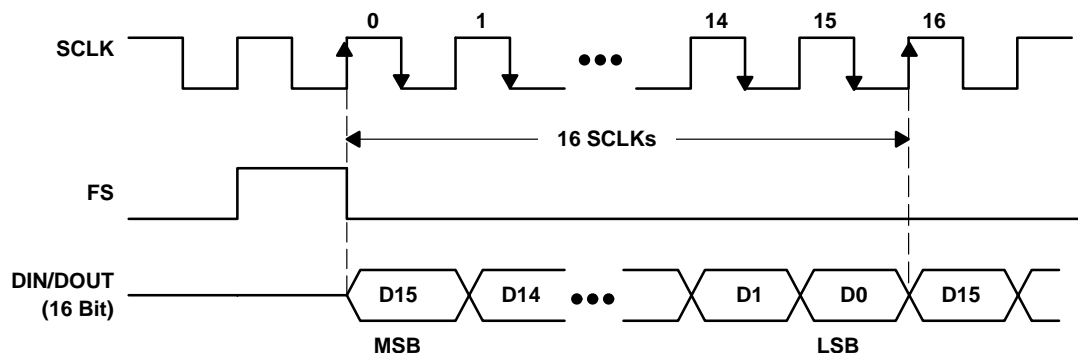 0 1 14 15 16
SCLK
16 SCLKs
FS
DIN/DOUT
(16 Bit)
D15 D14 D1 D0 D15
MSB LSB